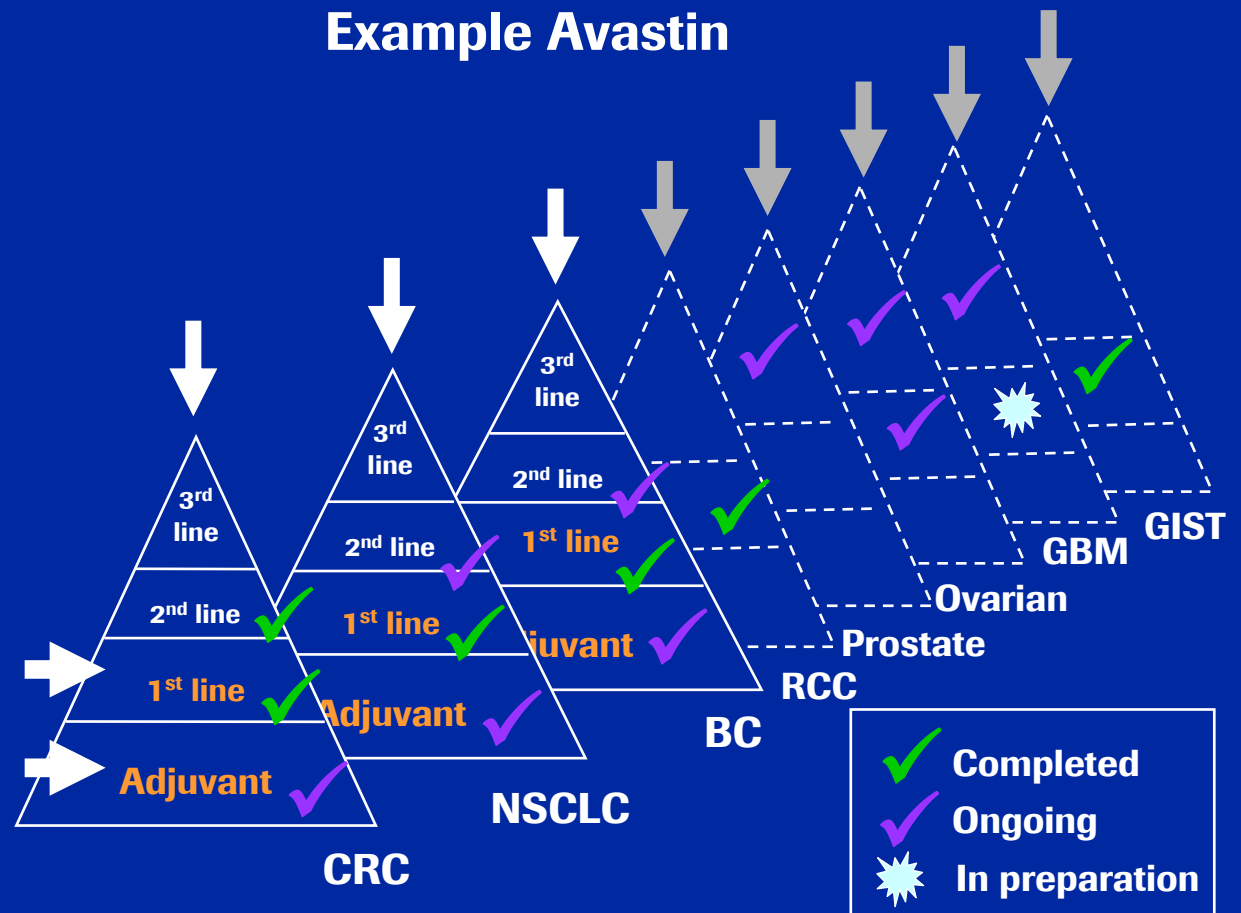 Example Avastin
3rd
line
2nd line
1st line
Adjuvant
CRC
3rd
line
2nd line
1st line
Adjuvant
NSCLC
3rd
line
2nd line
1st line
juvant
BC
RCC
Prostate
Ovarian
GBM
GIST
Completed
Ongoing
In preparation